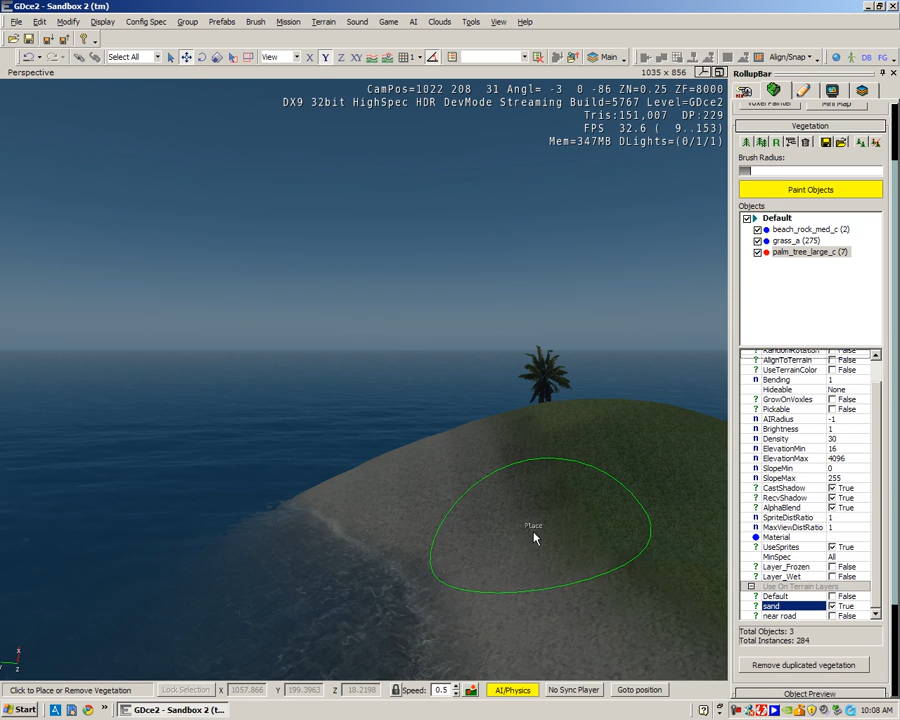 GDce2 - Sandbox 2 (tm)
File Edit Modify Display Config Spec Group Prefabs Brush Mission Terrain Sound Game AI Clouds Tools View Help
Select All View X Y Z XY 1 Main Align/Snap DB FG
Perspective 1035 x 856
RollupBar
CamPos=1022 208 31 Angl= -3 0 -86 ZN=0.25 ZF=8000
DX9 32bit HighSpec HDR DevMode Streaming Build=5767 Level=GDce2
Tris:151,007 DP:229
FPS 32.6 ( 9..153)
Mem=347MB DLights=(0/1/1)
Voxel Painter Mini Map
Vegetation
Brush Radius:
Paint Objects
Objects
Default
beach_rock_med_c (2)
grass_a (275)
palm_tree_large_c (7)
RandomRotation False
AlignToTerrain False
UseTerrainColor False
Bending 1
Hideable None
GrowOnVoxles False
Pickable False
AIRadius -1
Brightness 1
Density 30
ElevationMin 16
ElevationMax 4096
SlopeMin 0
SlopeMax 255
CastShadow True
RecvShadow True
AlphaBlend True
SpriteDistRatio 1
MaxViewDistRatio 1
Material
UseSprites True
MinSpec All
Layer_Frozen False
Layer_Wet False
Use On Terrain Layers
Default False
sand True
near road False
Total Objects: 3
Total Instances: 284
Remove duplicated vegetation
Object Preview
Place
x
y
z
Click to Place or Remove Vegetation Lock Selection X 1057.866 Y 199.3963 Z 18.2198 Speed: 0.5 AI/Physics No Sync Player Goto position
Start GDce2 - Sandbox 2 (t... 10:08 AM